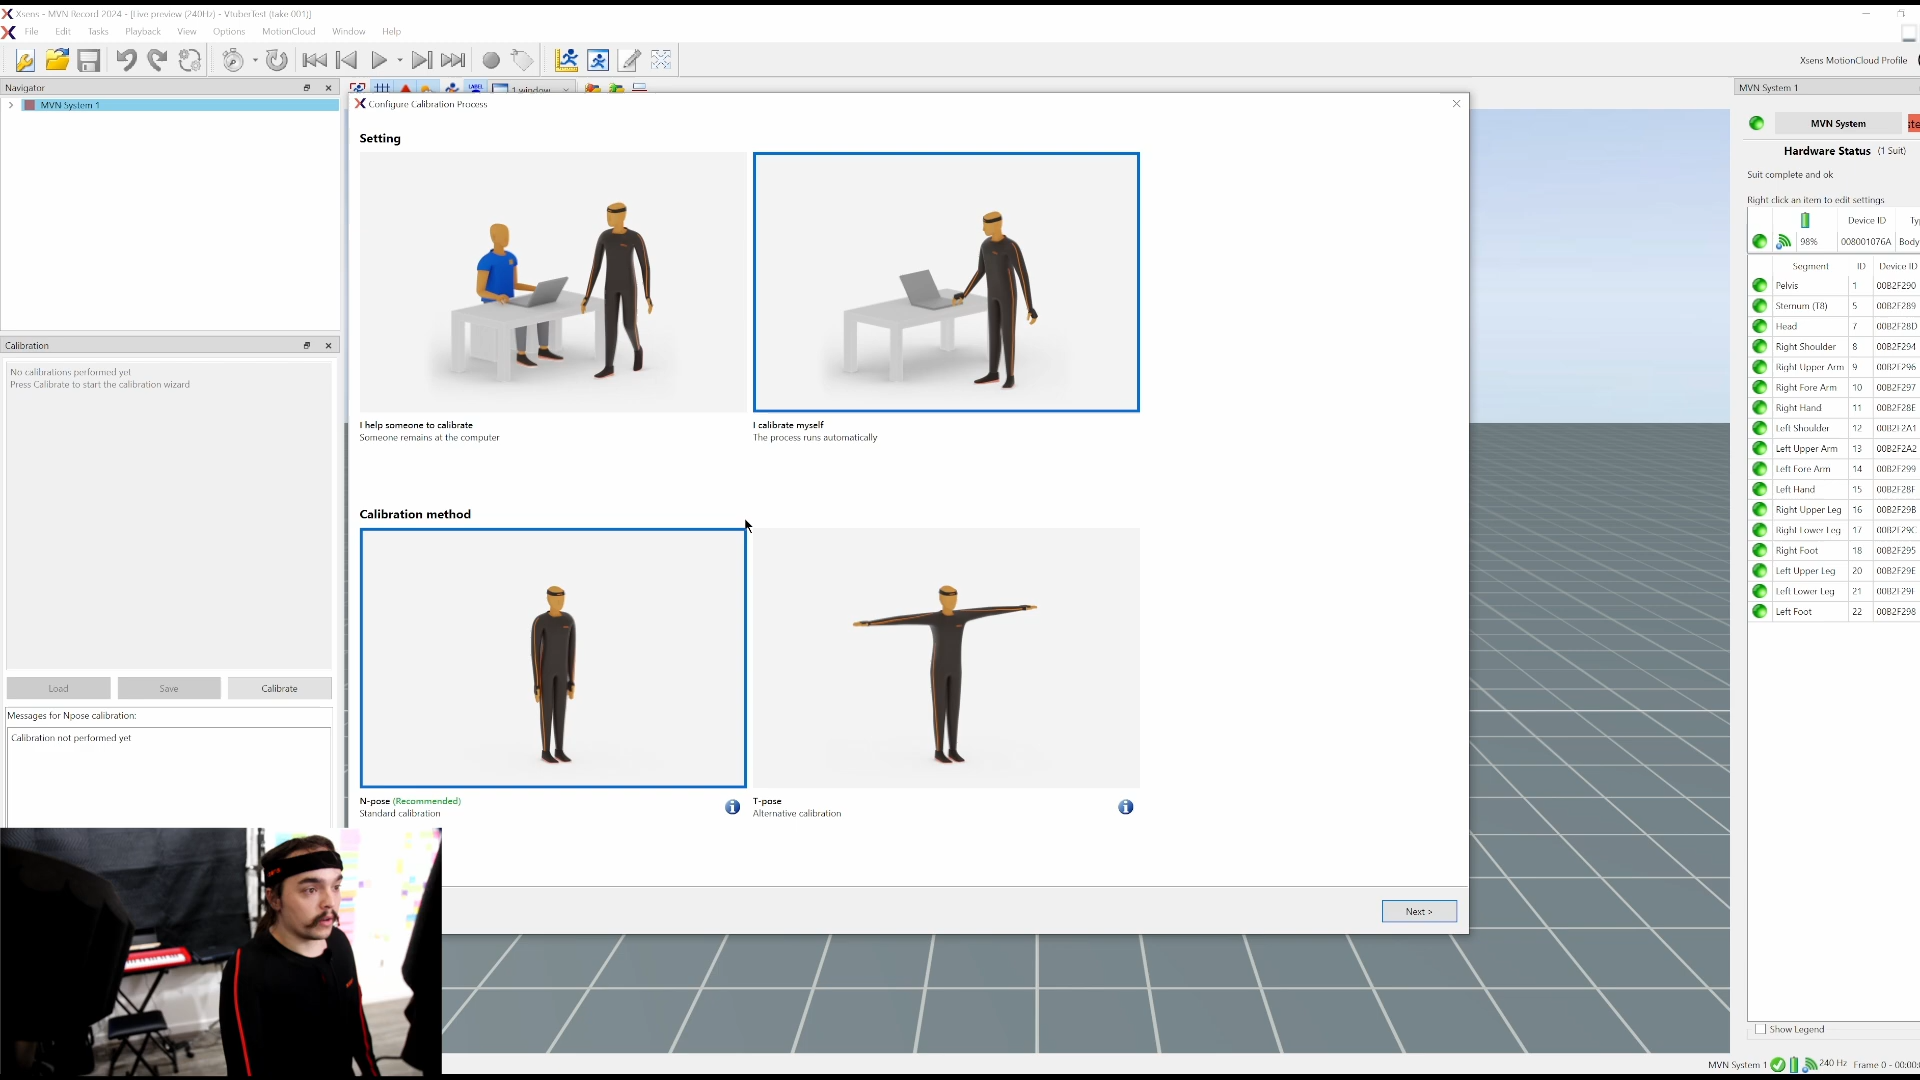 Xsens - MVN Record 2024 - [Live preview (240Hz) - VtuberTest (take 001)]
File Edit Tasks Playback View Options MotionCloud Window Help
Xsens MotionCloud Profile
Navigator
MVN System 1
LABEL
1 window
Configure Calibration Process
Setting
I help someone to calibrate
Someone remains at the computer
I calibrate myself
The process runs automatically
Calibration method
N-pose (Recommended)
Standard calibration
T-pose
Alternative calibration
Next >
Calibration
No calibrations performed yet
Press Calibrate to start the calibration wizard
Load Save Calibrate
Messages for Npose calibration:
Calibration not performed yet
MVN System 1
MVN System
Hardware Status (1 Suit)
Suit complete and ok
Right click an item to edit settings
Device ID
98% 008001076A Body
Segment ID Device ID
Pelvis 1 00B2F290
Sternum (T8) 5 00B2F289
Head 7 00B2F28D
Right Shoulder 8 00B2F294
Right Upper Arm 9 00B2F296
Right Fore Arm 10 00B2F297
Right Hand 11 00B2F28E
Left Shoulder 12 00B2F2A1
Left Upper Arm 13 00B2F2A2
Left Fore Arm 14 00B2F299
Left Hand 15 00B2F28F
Right Upper Leg 16 00B2F29B
Right Lower Leg 17 00B2F29C
Right Foot 18 00B2F295
Left Upper Leg 20 00B2F29E
Left Lower Leg 21 00B2F29F
Left Foot 22 00B2F298
Show Legend
MVN System 1 240 Hz Frame 0 - 00:00: